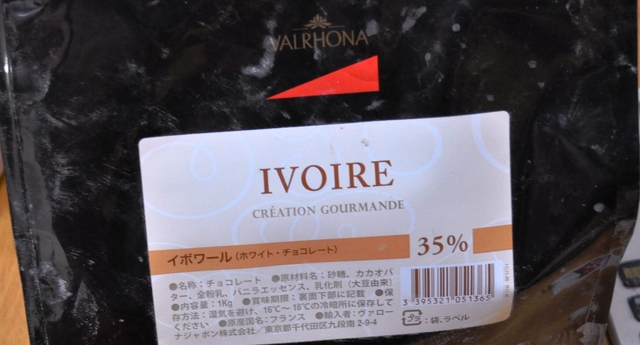 VALRHONA
IVOIRE
CRÉATION GOURMANDE
イボワール(ホワイト・チョコレート) 35%
●名称:チョコレート ●原材料名:砂糖、カカオバ
ター、全粉乳、バニラエッセンス、乳化剤(大豆由来)
●内容量:1Kg ●賞味期限:裏面下部に記載 ●保
存方法:湿気を避け、16℃~18℃の冷暗所に保存して
ください ●原産国名:フランス ●輸入者:ヴァロー
ナジャポン株式会社/東京都千代田区九段南2-9-4
3 395321 051365
プラ:袋、ラベル